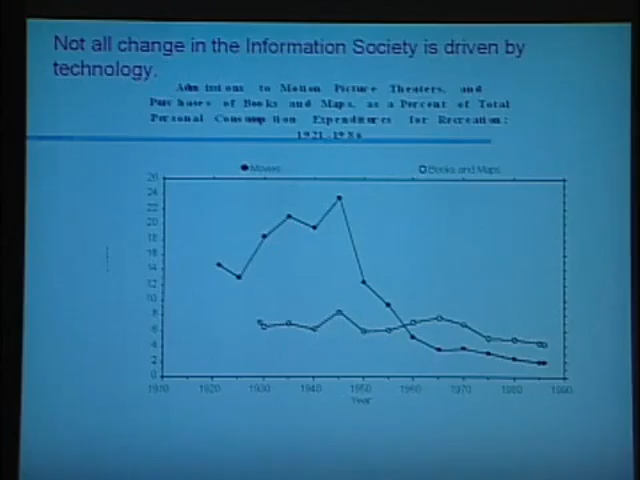 Not all change in the Information Society is driven by
technology.
Admissions to Motion Picture Theaters, and
Purchases of Books and Maps, as a Percent of Total
Personal Consumption Expenditures for Recreation:
1921-1986
Movies Books and Maps
26
24
22
20
18
16
14
12
10
8
6
4
2
0
1910 1920 1930 1940 1950 1960 1970 1980 1990
Year